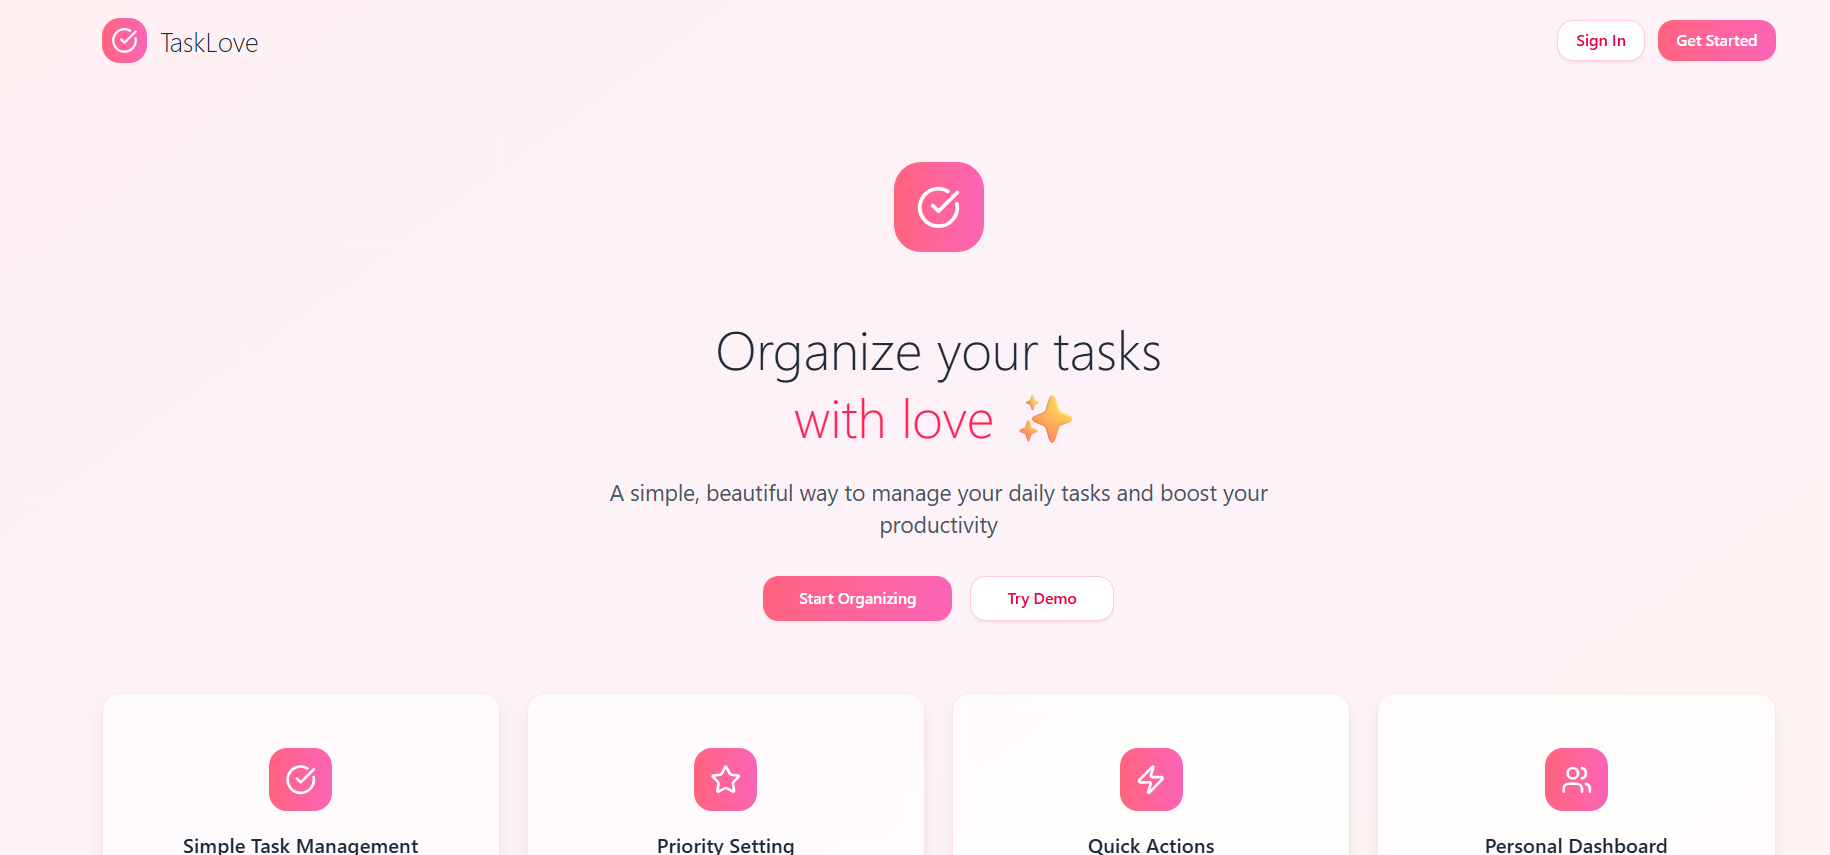 TaskLove
Sign In
Get Started
Organize your tasks
with love ✨
A simple, beautiful way to manage your daily tasks and boost your
productivity
Start Organizing
Try Demo
Simple Task Management
Priority Setting
Quick Actions
Personal Dashboard